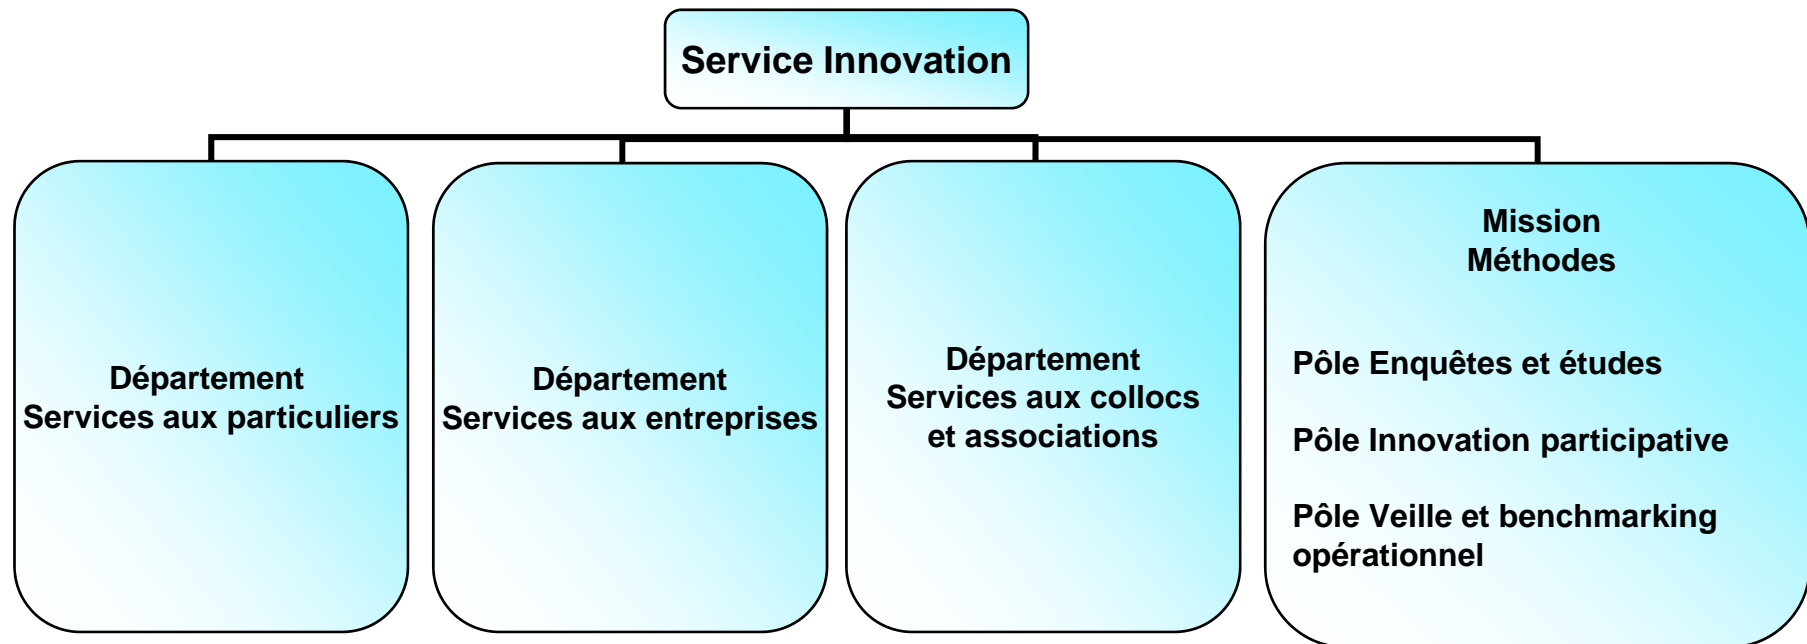 Service Innovation
Département
Services aux particuliers
Département
Services aux entreprises
Département
Services aux collocs
et associations
Mission
Méthodes
Pôle Enquêtes et études
Pôle Innovation participative
Pôle Veille et benchmarking
opérationnel